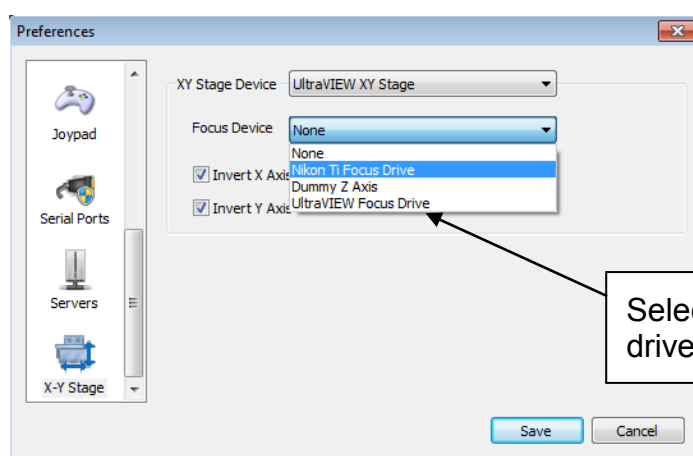 Preferences
Joypad
Serial Ports
Servers
X-Y Stage
XY Stage Device UltraVIEW XY Stage
Focus Device None
None
Nikon Ti Focus Drive
Dummy Z Axis
UltraVIEW Focus Drive
Invert X Axis
Invert Y Axis
drive
Save Cancel